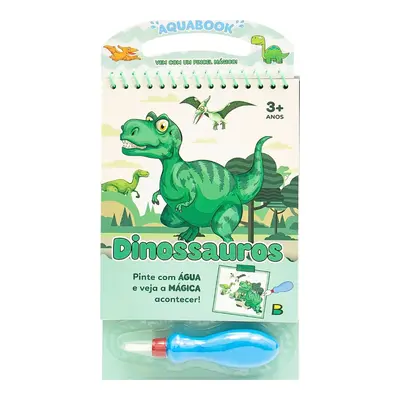 AQUABOOK
VEM COM UM PINCEL MÁGICO!
3+
ANOS
Dinossauros
Pinte com ÁGUA
e veja a MÁGICA
acontecer!
B